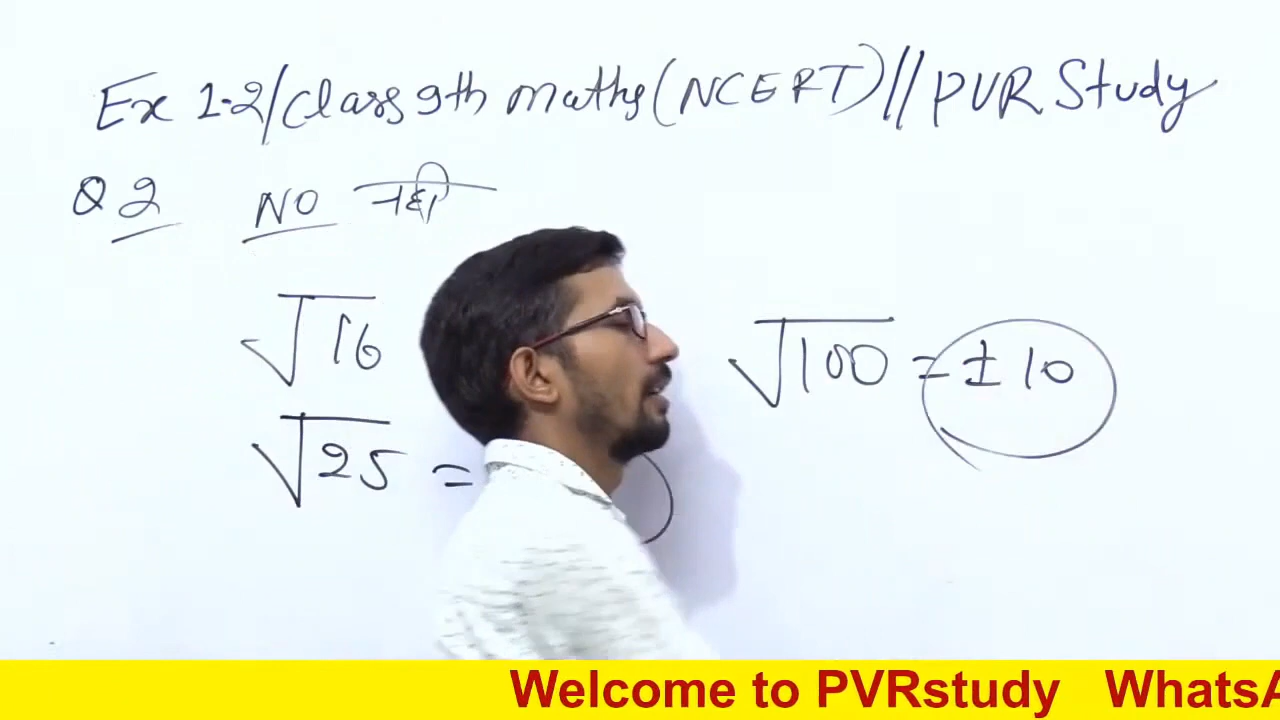 Ex 1.2/Class 9th maths (NCERT)//PVR Study
Q 2 NO नही
√16
√25 =
√100 = ±10
Welcome to PVRstudy WhatsA